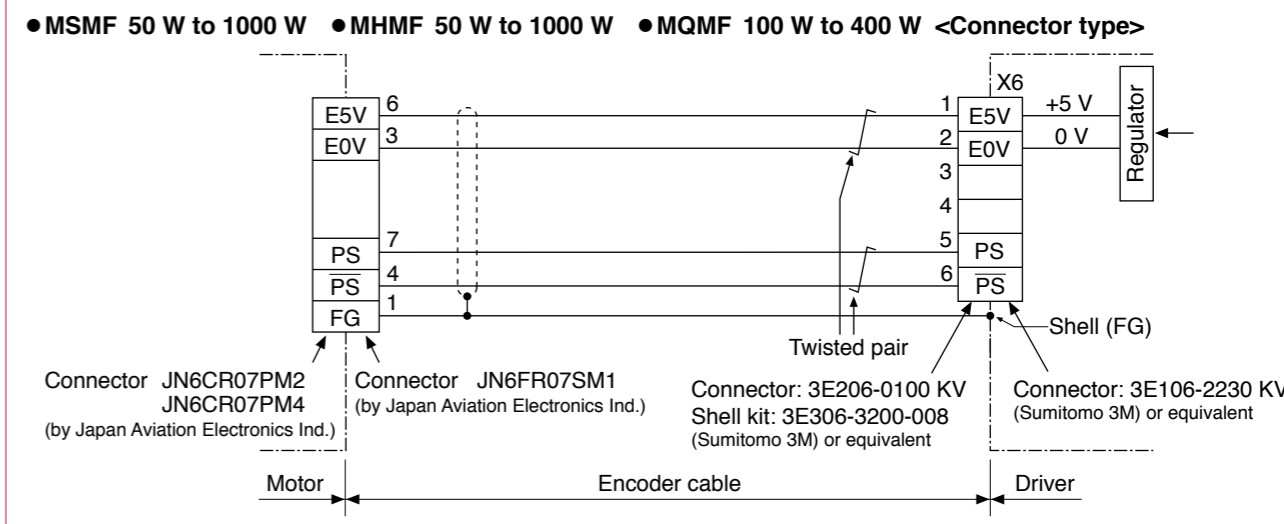 ●MSMF 50 W to 1000 W ●MHMF 50 W to 1000 W ●MQMF 100 W to 400 W <Connector type>
X6
E5V 6 1 E5V +5 V
E0V 3 2 E0V 0 V
Regulator
3
4
PS 7 5 PS
P̅S̅ 4 6 P̅S̅
FG 1
Shell (FG)
Twisted pair
Connector JN6CR07PM2
JN6CR07PM4
(by Japan Aviation Electronics Ind.)
Connector JN6FR07SM1
(by Japan Aviation Electronics Ind.)
Connector: 3E206-0100 KV
Shell kit: 3E306-3200-008
(Sumitomo 3M) or equivalent
Connector: 3E106-2230 KV
(Sumitomo 3M) or equivalent
Motor Encoder cable Driver